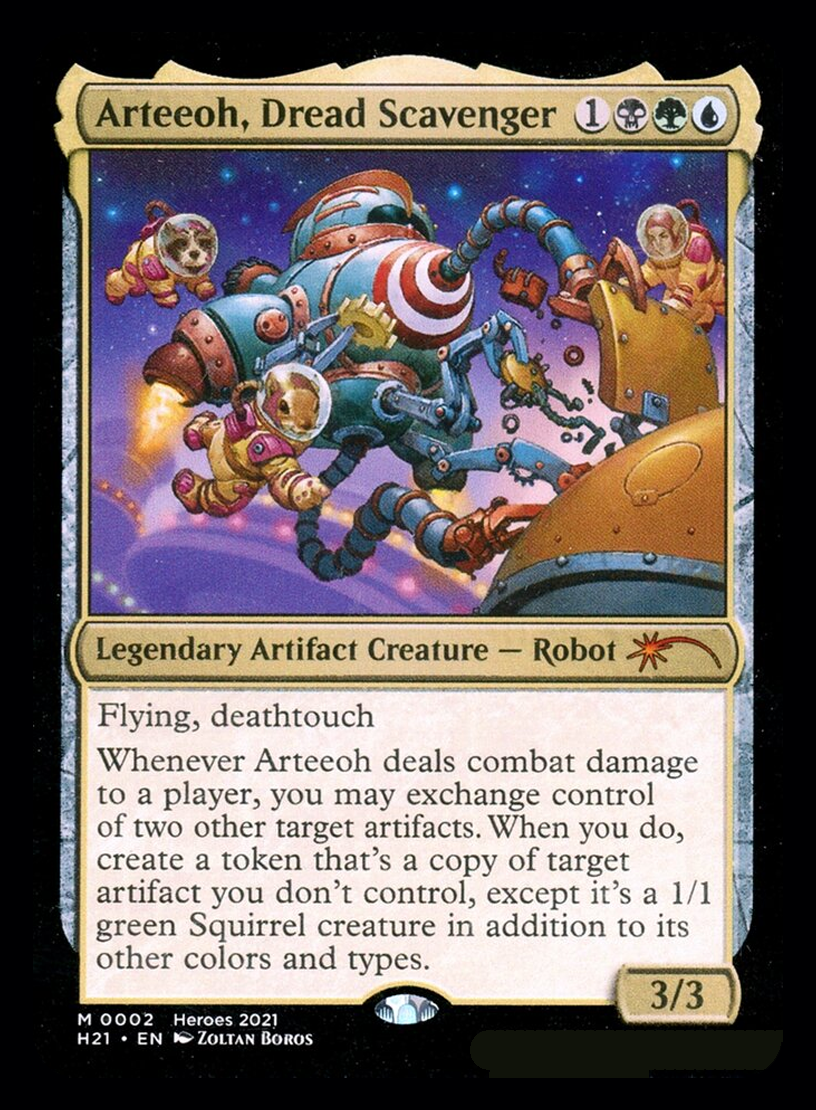 Arteeoh, Dread Scavenger 1
Legendary Artifact Creature — Robot
Flying, deathtouch
Whenever Arteeoh deals combat damage
to a player, you may exchange control
of two other target artifacts. When you do,
create a token that's a copy of target
artifact you don't control, except it's a 1/1
green Squirrel creature in addition to its
other colors and types.
3/3
M 0002 Heroes 2021
H21 • EN ZOLTAN BOROS